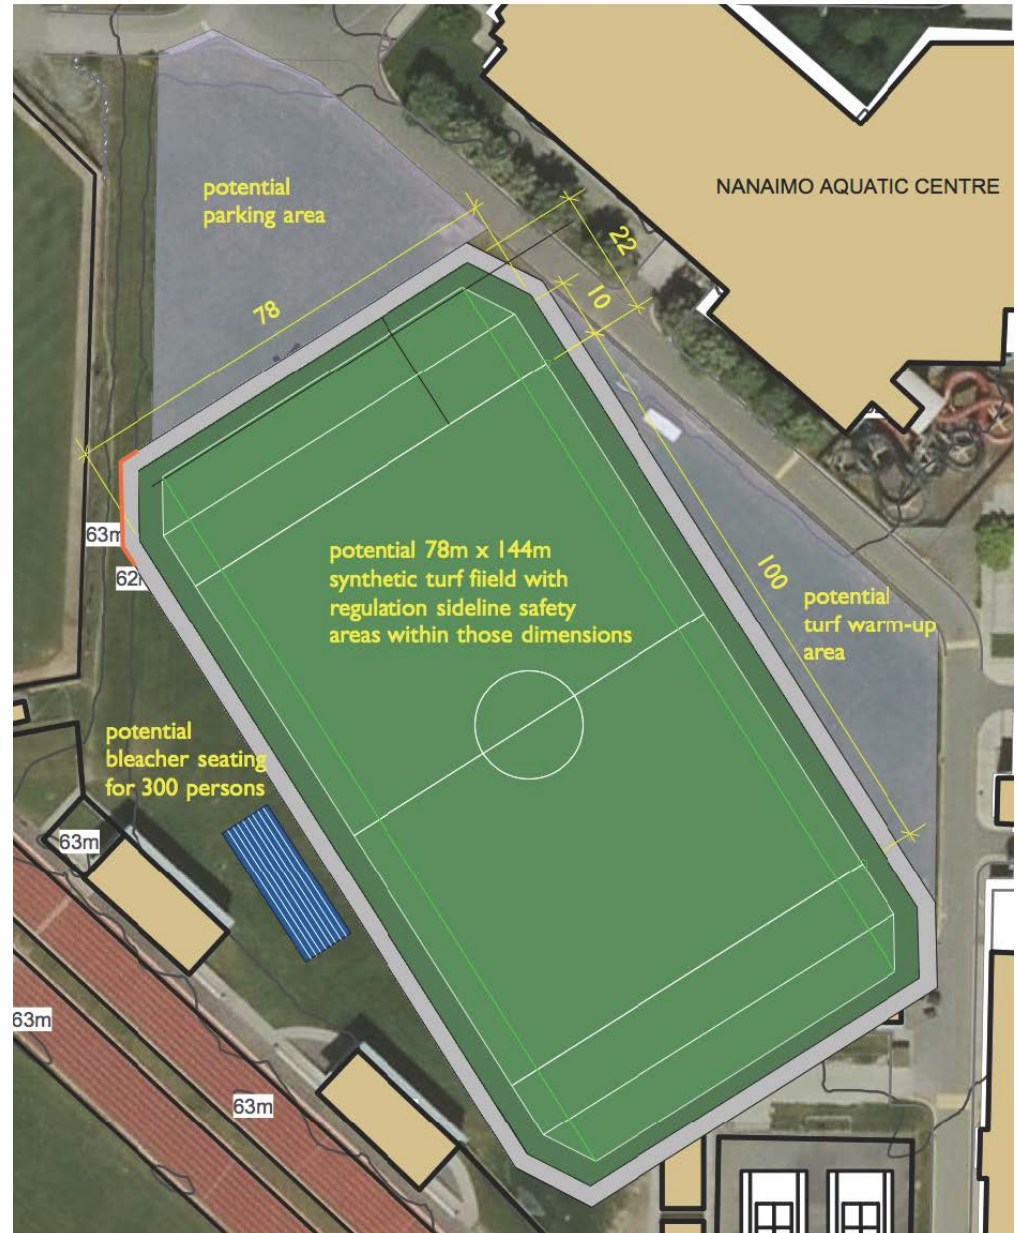 potential
parking area
NANAIMO AQUATIC CENTRE
22
10
78
63m
potential 78m x 144m
synthetic turf fiield with
regulation sideline safety
areas within those dimensions
100
potential
turf warm-up
area
potential
bleacher seating
for 300 persons
63m
63m
63m